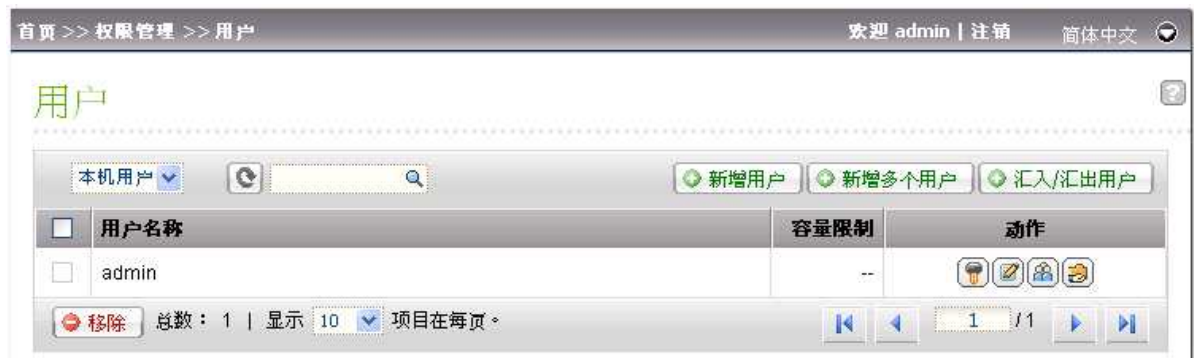 首页 >> 权限管理 >> 用户 欢迎 admin | 注销 简体中文
用户
本机用户 新增用户 新增多个用户 汇入/汇出用户
用户名称 容量限制 动作
admin --
移除 总数： 1 | 显示 10 项目在每页。 1 /1